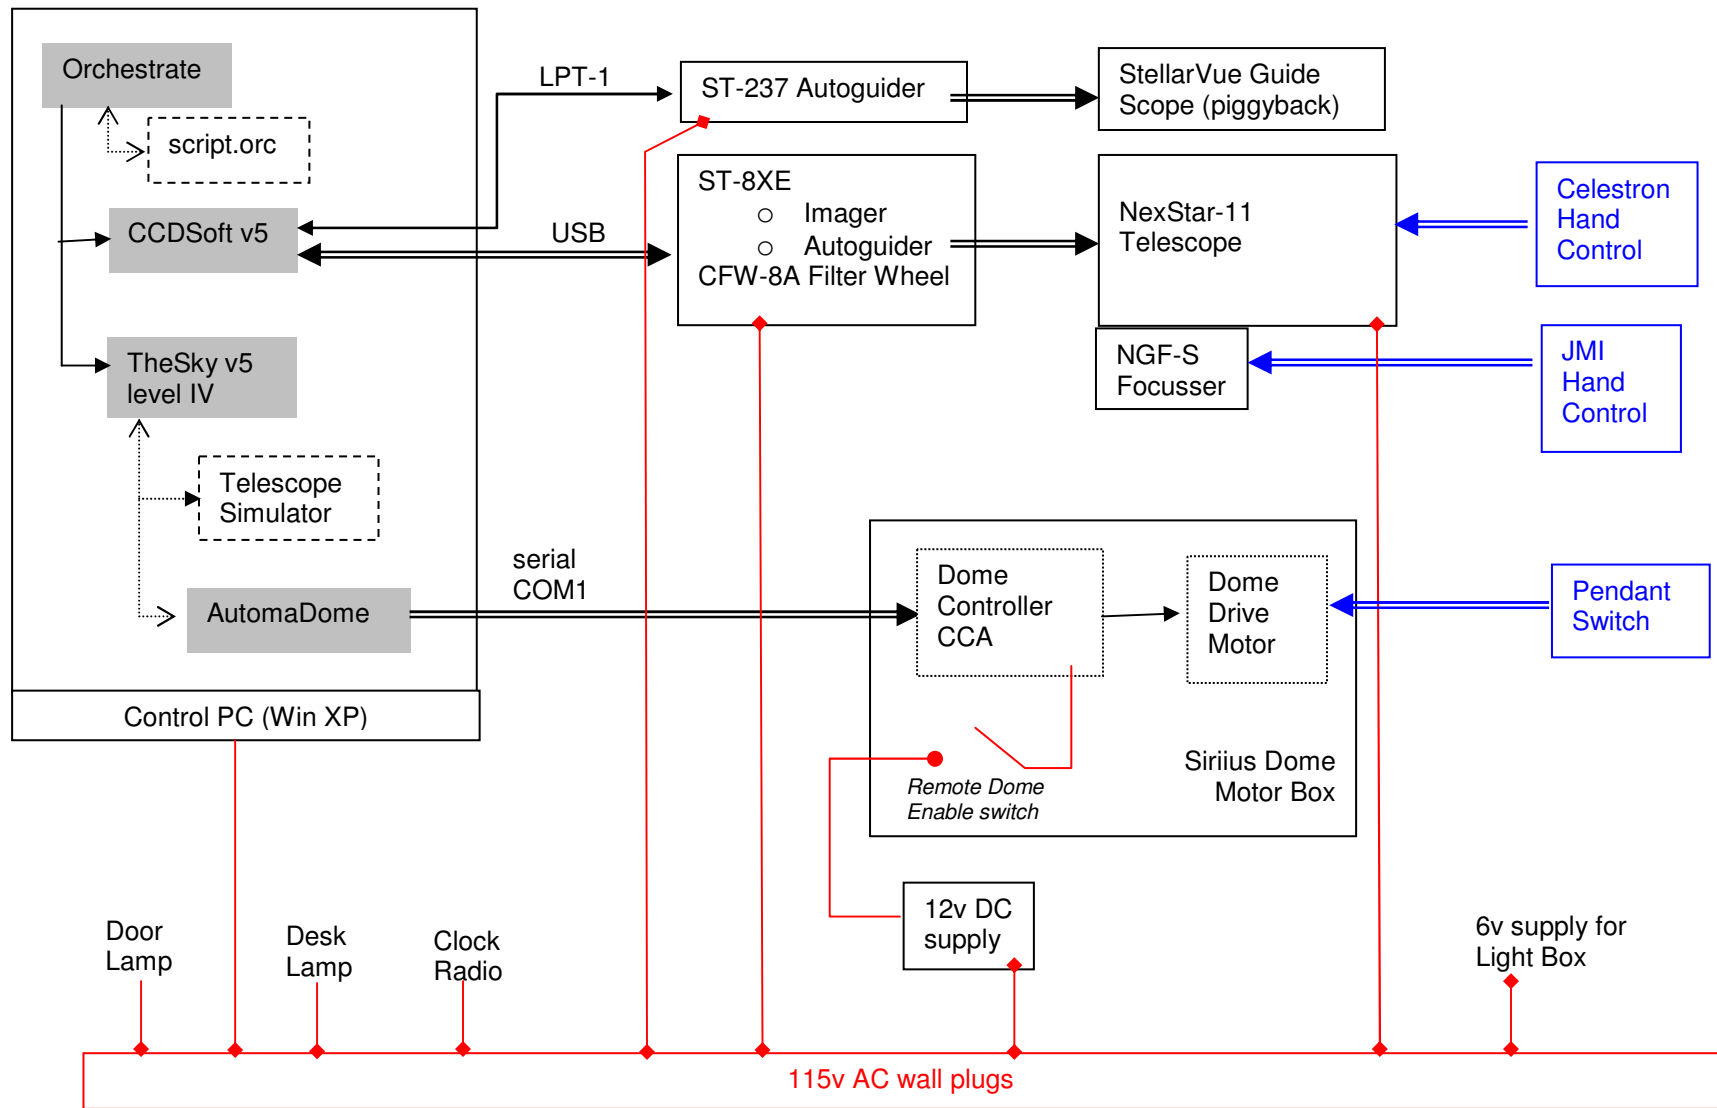 Orchestrate
script.orc
CCDSoft v5
TheSky v5
level IV
Telescope
Simulator
AutomaDome
Control PC (Win XP)
LPT-1
USB
serial
COM1
ST-237 Autoguider
StellarVue Guide
Scope (piggyback)
ST-8XE
o Imager
o Autoguider
CFW-8A Filter Wheel
NexStar-11
Telescope
NGF-S
Focusser
Celestron
Hand
Control
JMI
Hand
Control
Dome
Controller
CCA
Dome
Drive
Motor
Pendant
Switch
Remote Dome
Enable switch
Siriius Dome
Motor Box
12v DC
supply
Door
Lamp
Desk
Lamp
Clock
Radio
6v supply for
Light Box
115v AC wall plugs